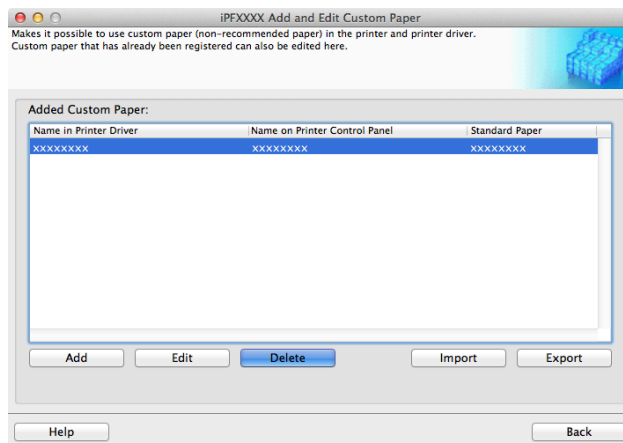 iPFXXXX Add and Edit Custom Paper
Makes it possible to use custom paper (non-recommended paper) in the printer and printer driver.
Custom paper that has already been registered can also be edited here.
Added Custom Paper:
Name in Printer Driver Name on Printer Control Panel Standard Paper
xxxxxxxx xxxxxxxx xxxxxxxx
Add Edit Delete Import Export
Help Back